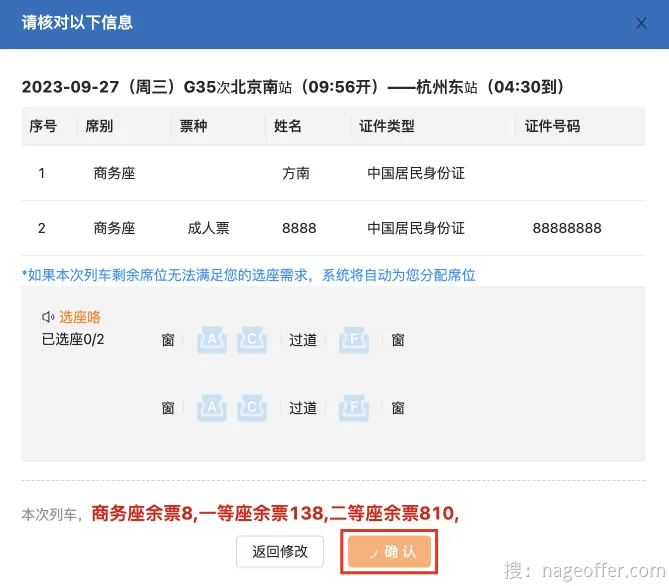 请核对以下信息
2023-09-27（周三）G35次北京南站（09:56开）——杭州东站（04:30到）
序号 席别 票种 姓名 证件类型 证件号码
1 商务座 方南 中国居民身份证
2 商务座 成人票 8888 中国居民身份证 88888888
*如果本次列车剩余席位无法满足您的选座需求，系统将自动为您分配席位
选座咯
已选座0/2 窗 A C 过道 F 窗
窗 A C 过道 F 窗
本次列车，商务座余票8,一等座余票138,二等座余票810,
返回修改 确 认
搜：nageoffer.com